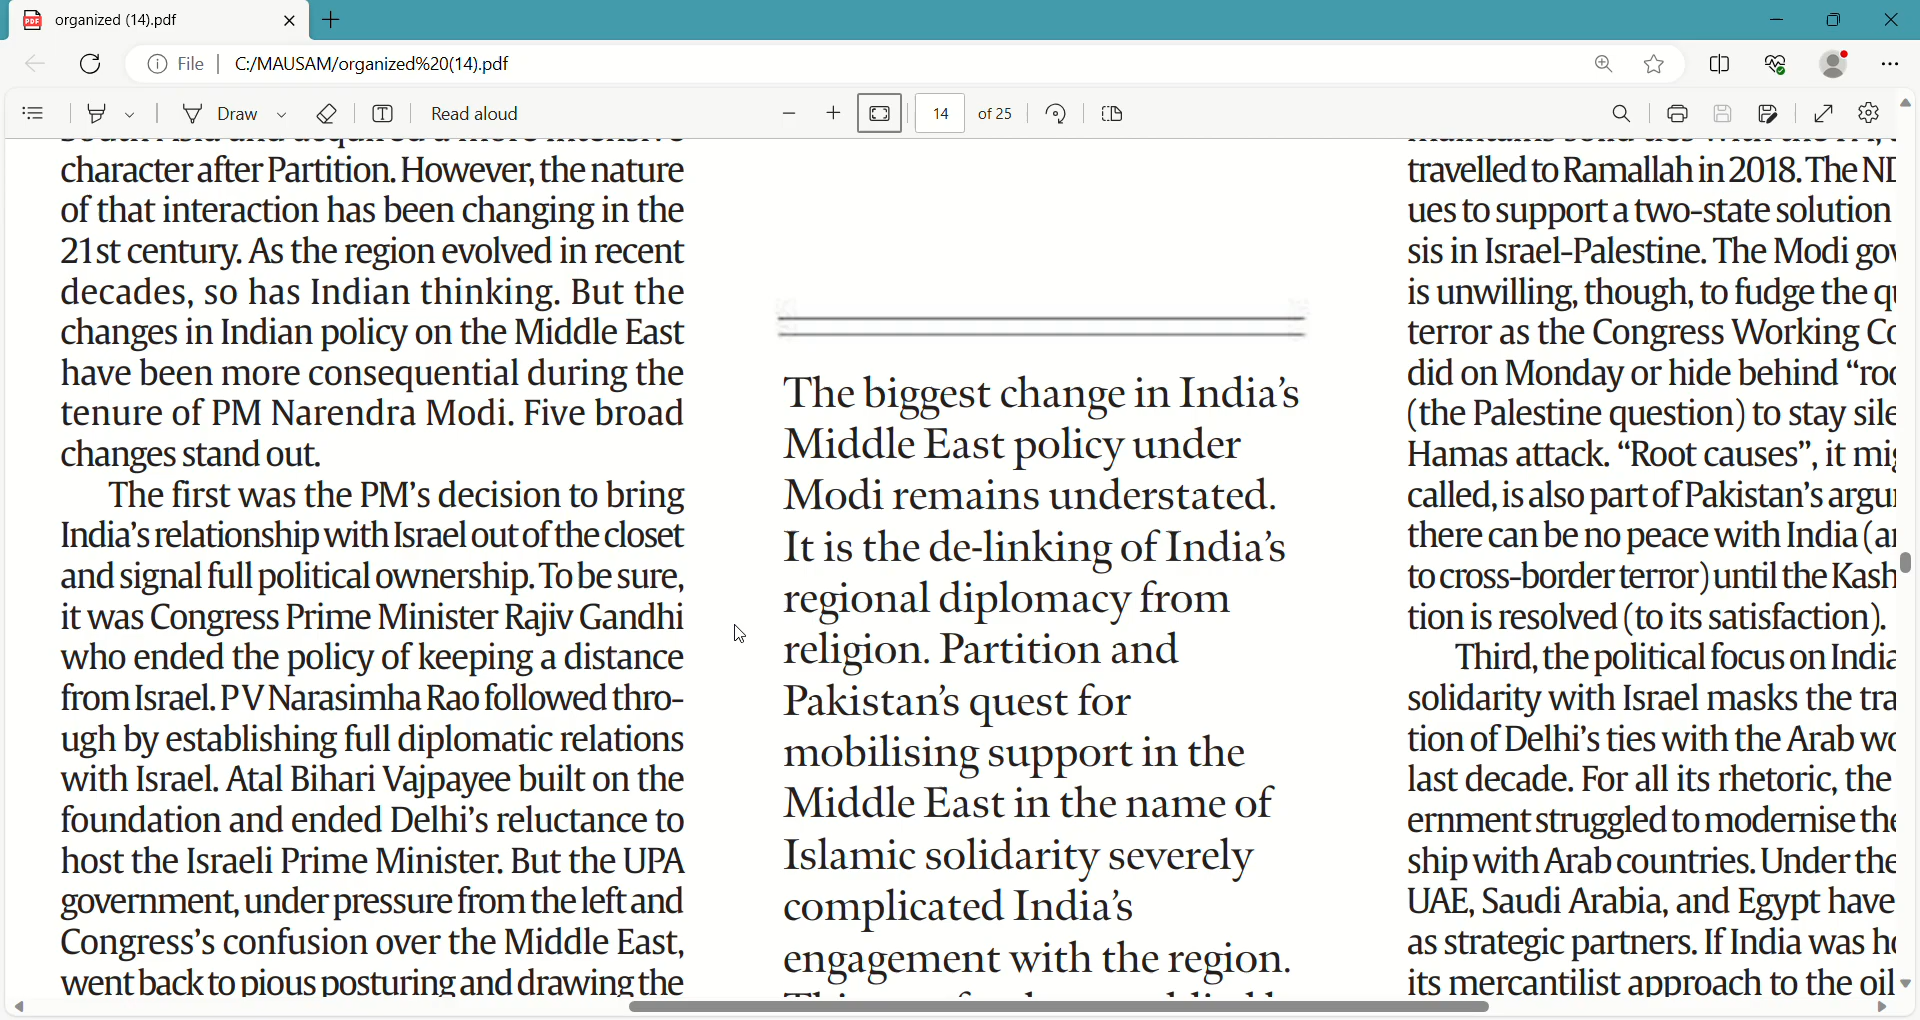 organized (14).pdf
File
C:/MAUSAM/organized%20(14).pdf
Draw
Read aloud
14 of 25
character after Partition. However, the nature
of that interaction has been changing in the
21st century. As the region evolved in recent
decades, so has Indian thinking. But the
changes in Indian policy on the Middle East
have been more consequential during the
tenure of PM Narendra Modi. Five broad
changes stand out.
The first was the PM's decision to bring
India's relationship with Israel out of the closet
and signal full political ownership. To be sure,
it was Congress Prime Minister Rajiv Gandhi
who ended the policy of keeping a distance
from Israel. P V Narasimha Rao followed thro-
ugh by establishing full diplomatic relations
with Israel. Atal Bihari Vajpayee built on the
foundation and ended Delhi's reluctance to
host the Israeli Prime Minister. But the UPA
government, under pressure from the left and
Congress's confusion over the Middle East,
went back to pious posturing and drawing the
The biggest change in India's
Middle East policy under
Modi remains understated.
It is the de-linking of India's
regional diplomacy from
religion. Partition and
Pakistan's quest for
mobilising support in the
Middle East in the name of
Islamic solidarity severely
complicated India's
engagement with the region.
travelled to Ramallah in 2018. The
ues to support a two-state solution
sis in Israel-Palestine. The Modi
is unwilling, though, to fudge the
terror as the Congress Working
did on Monday or hide behind
(the Palestine question) to stay
Hamas attack. "Root causes", it
called, is also part of Pakistan's
there can be no peace with India
to cross-border terror) until the
tion is resolved (to its satisfaction).
Third, the political focus on
solidarity with Israel masks the
tion of Delhi's ties with the Arab
last decade. For all its rhetoric, the
ernment struggled to modernise
ship with Arab countries. Under
UAE, Saudi Arabia, and Egypt have
as strategic partners. If India was
its mercantilist approach to the oil